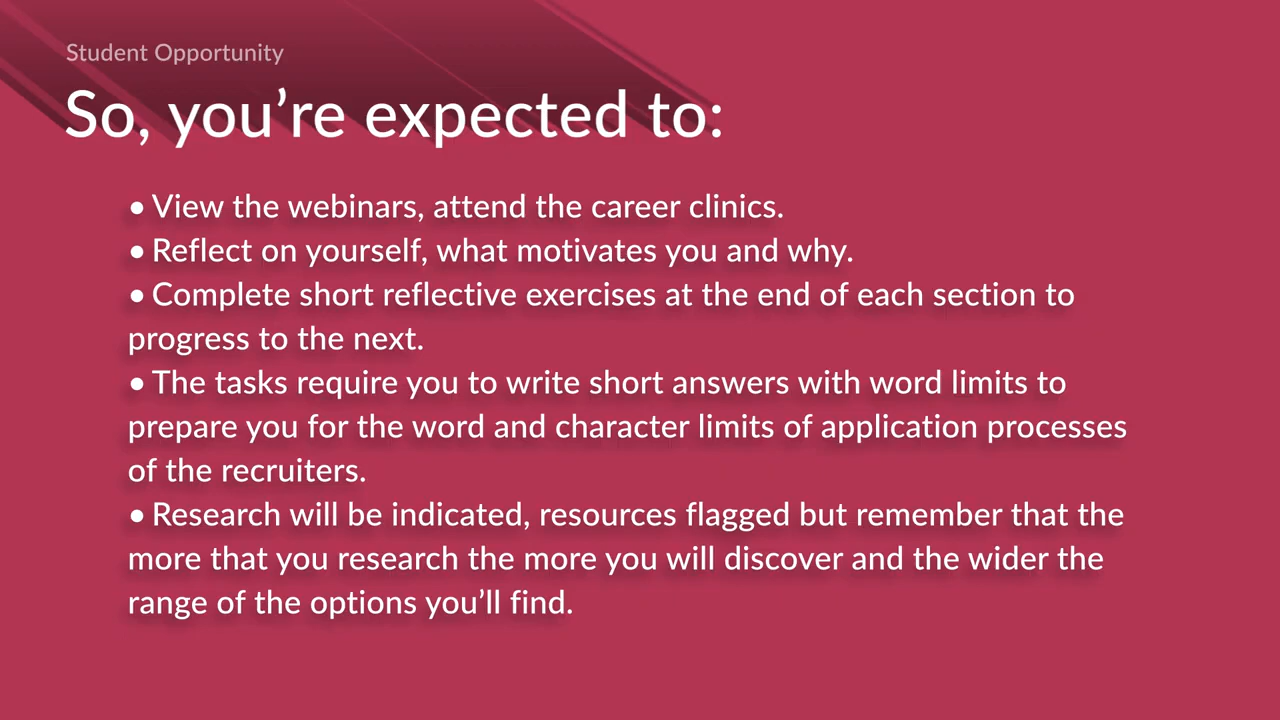 Student Opportunity
So, you’re expected to:
• View the webinars, attend the career clinics.
• Reflect on yourself, what motivates you and why.
• Complete short reflective exercises at the end of each section to
progress to the next.
• The tasks require you to write short answers with word limits to
prepare you for the word and character limits of application processes
of the recruiters.
• Research will be indicated, resources flagged but remember that the
more that you research the more you will discover and the wider the
range of the options you’ll find.